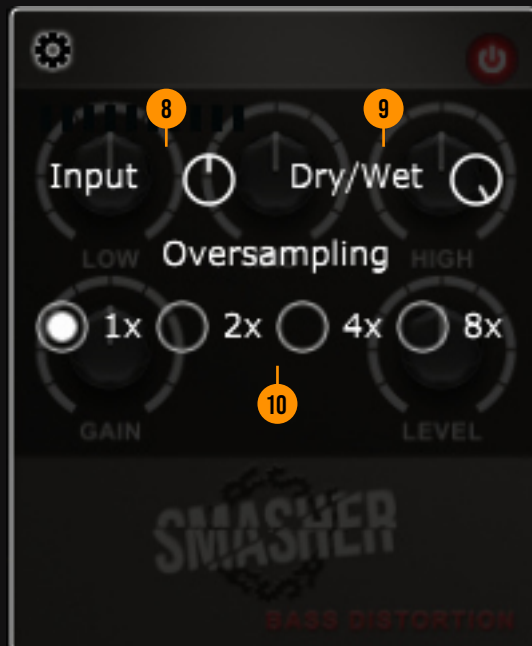 8 9
Input Dry/Wet
LOW HIGH
Oversampling
1x 2x 4x 8x
10
GAIN LEVEL
SMASHER
BASS DISTORTION